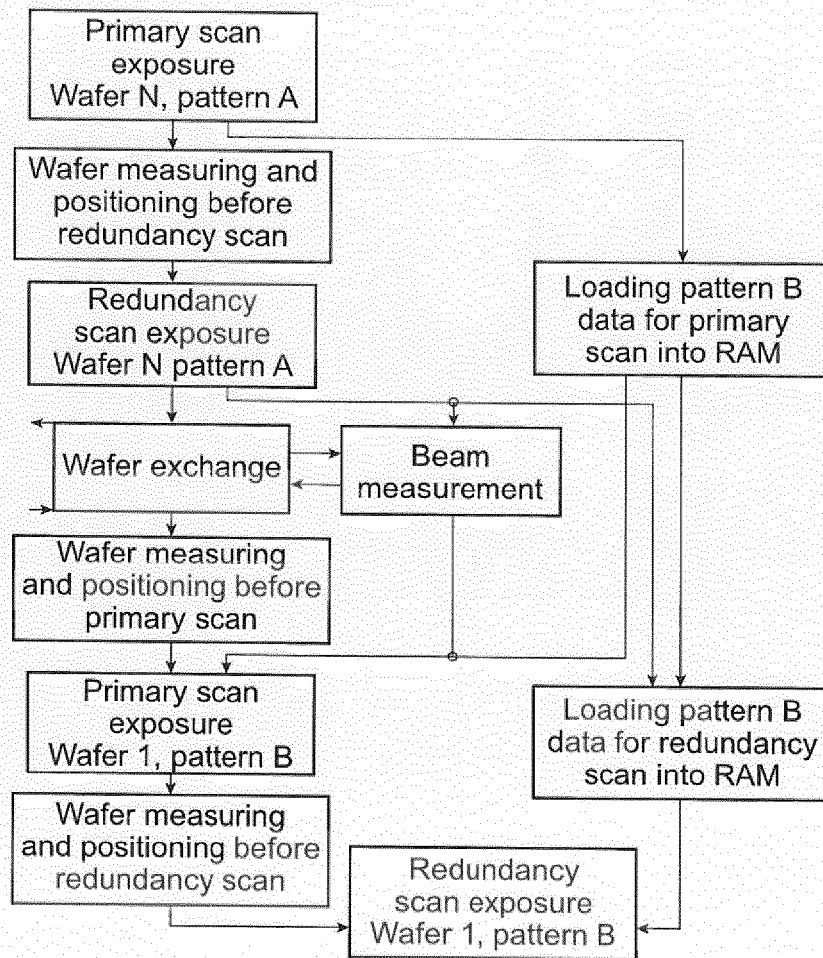 Primary scan
exposure
Wafer N, pattern A
Wafer measuring and
positioning before
redundancy scan
Redundancy
scan exposure
Wafer N pattern A
Loading pattern B
data for primary
scan into RAM
Wafer exchange
Beam
measurement
Wafer measuring
and positioning before
primary scan
Primary scan
exposure
Wafer 1, pattern B
Loading pattern B
data for redundancy
scan into RAM
Wafer measuring
and positioning before
redundancy scan
Redundancy
scan exposure
Wafer 1, pattern B